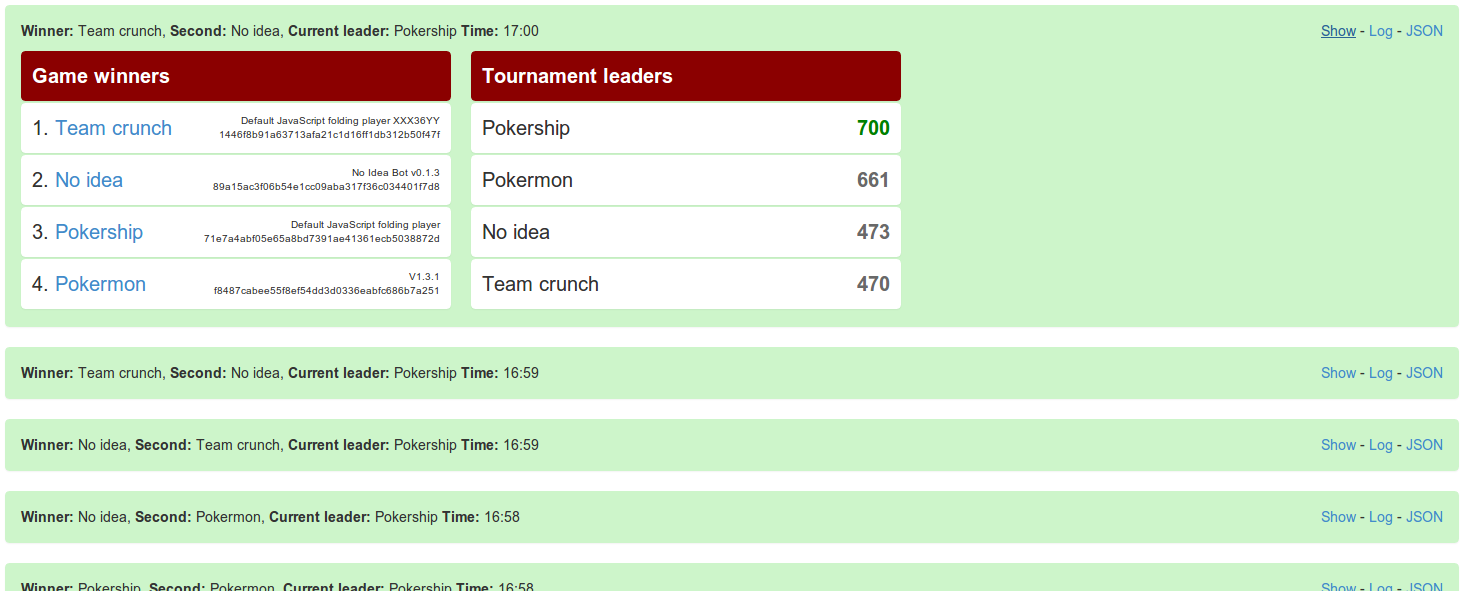 Winner: Team crunch, Second: No idea, Current leader: Pokership Time: 17:00
Show - Log - JSON
Game winners
1. Team crunch
Default JavaScript folding player XXX36YY
1446f8b91a63713afa21c1d16ff1db312b50f47f
2. No idea
No Idea Bot v0.1.3
89a15ac3f06b54e1cc09aba317f36c034401f7d8
3. Pokership
Default JavaScript folding player
71e7a4abf05e65a8bd7391ae41361ecb5038872d
4. Pokermon
V1.3.1
f8487cabee55f8ef54dd3d0336eabfc686b7a251
Tournament leaders
Pokership 700
Pokermon 661
No idea 473
Team crunch 470
Winner: Team crunch, Second: No idea, Current leader: Pokership Time: 16:59
Show - Log - JSON
Winner: No idea, Second: Team crunch, Current leader: Pokership Time: 16:59
Show - Log - JSON
Winner: No idea, Second: Pokermon, Current leader: Pokership Time: 16:58
Show - Log - JSON
Winner: Pokership, Second: Pokermon, Current leader: Pokership Time: 16:58
Show - Log - JSON